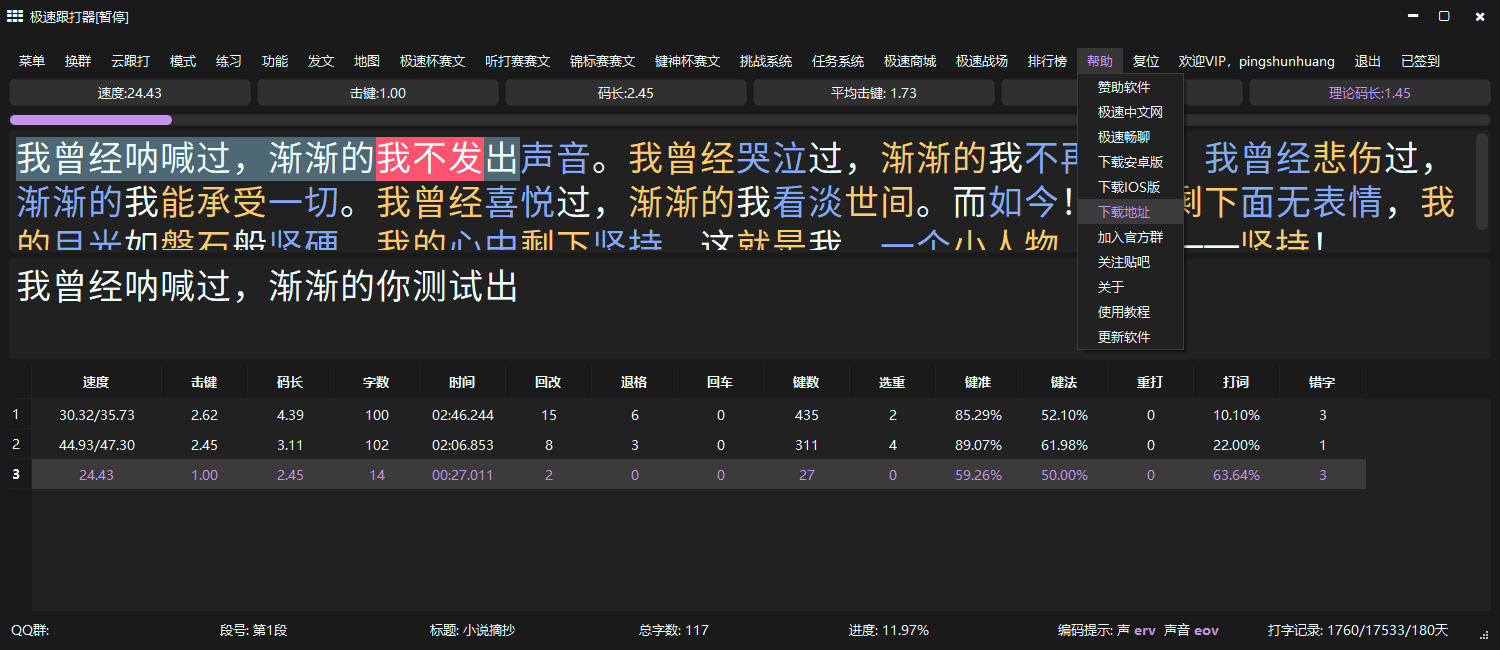 极速跟打器[暂停]
菜单 换群 云跟打 模式 练习 功能 发文 地图 极速杯赛文 听打赛赛文 锦标赛赛文 键神杯赛文 挑战系统 任务系统 极速商城 极速战场 排行榜 帮助 复位 欢迎VIP，pingshunhuang 退出 已签到
速度:24.43 击键:1.00 码长:2.45 平均击键: 1.73 理论码长:1.45
赞助软件
极速中文网
极速畅聊
下载安卓版
下载IOS版
下载地址
加入官方群
关注贴吧
关于
使用教程
更新软件
我曾经呐喊过，渐渐的我不发出声音。我曾经哭泣过，渐渐的我不再 我曾经悲伤过，
渐渐的我能承受一切。我曾经喜悦过，渐渐的我看淡世间。而如今！ 剩下面无表情，我
的目光如磐石般坚硬。我的心中剩下坚持。这就是我，一个小人物 ——坚持！
我曾经呐喊过，渐渐的你测试出
速度 击键 码长 字数 时间 回改 退格 回车 键数 选重 键准 键法 重打 打词 错字
1 30.32/35.73 2.62 4.39 100 02:46.244 15 6 0 435 2 85.29% 52.10% 0 10.10% 3
2 44.93/47.30 2.45 3.11 102 02:06.853 8 3 0 311 4 89.07% 61.98% 0 22.00% 1
3 24.43 1.00 2.45 14 00:27.011 2 0 0 27 0 59.26% 50.00% 0 63.64% 3
QQ群: 段号: 第1段 标题: 小说摘抄 总字数: 117 进度: 11.97% 编码提示: 声 erv 声音 eov 打字记录: 1760/17533/180天